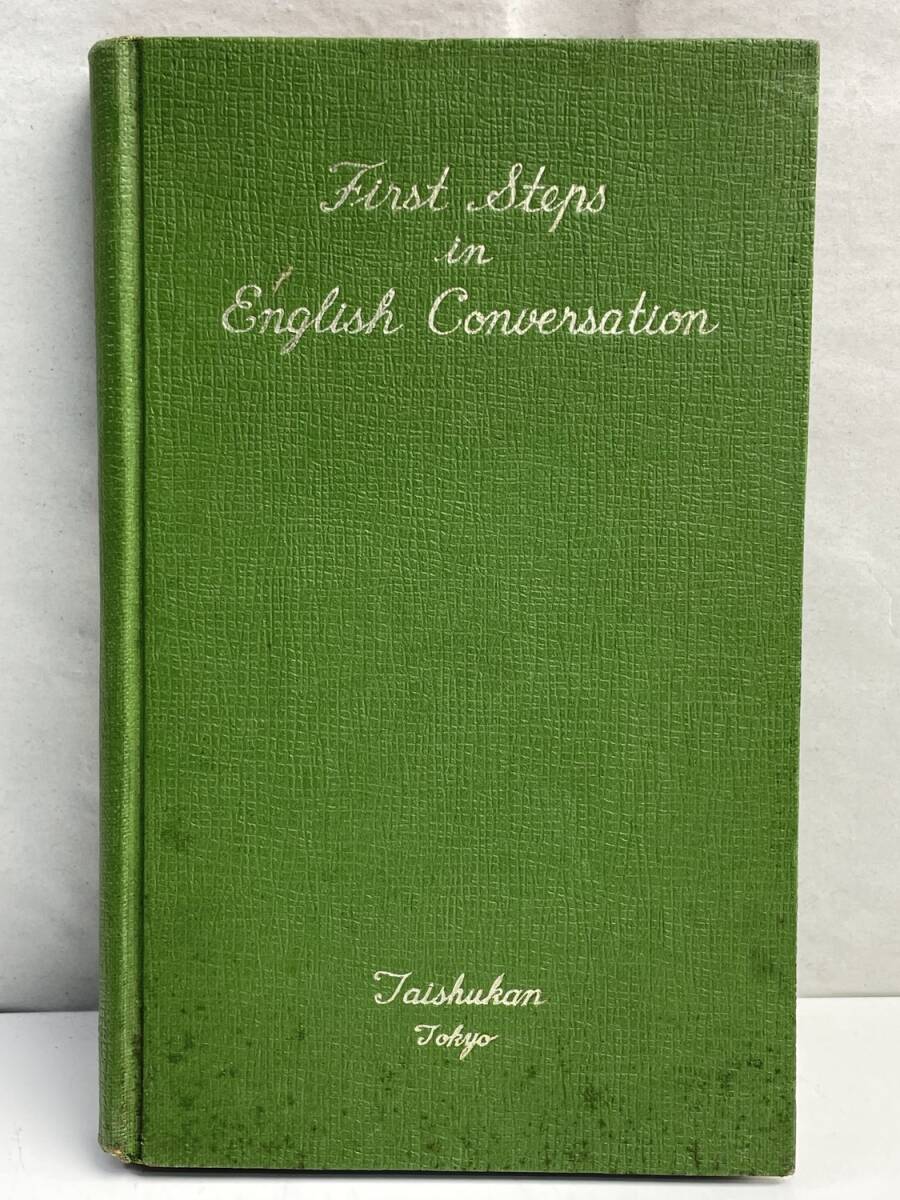 First Steps
in
English Conversation
Taishukan
Tokyo